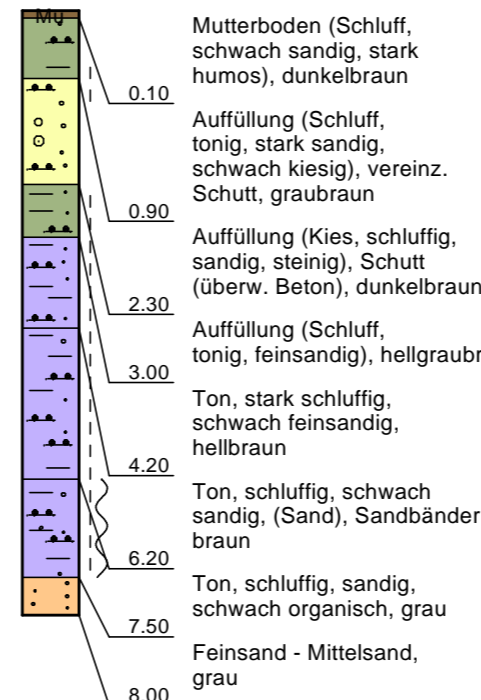 Mu
Mutterboden (Schluff,
schwach sandig, stark
humos), dunkelbraun
0.10
Auffüllung (Schluff,
tonig, stark sandig,
schwach kiesig), vereinz.
Schutt, graubraun
0.90
Auffüllung (Kies, schluffig,
sandig, steinig), Schutt
(überw. Beton), dunkelbraun
2.30
Auffüllung (Schluff,
tonig, feinsandig), hellgraubr
3.00
Ton, stark schluffig,
schwach feinsandig,
hellbraun
4.20
Ton, schluffig, schwach
sandig, (Sand), Sandbänder
braun
6.20
Ton, schluffig, sandig,
schwach organisch, grau
7.50
Feinsand - Mittelsand,
grau
8.00